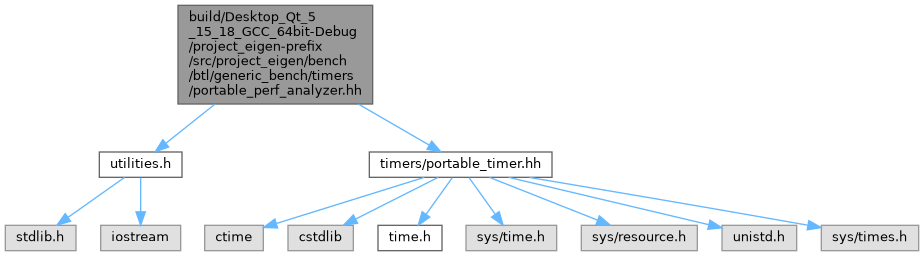 build/Desktop_Qt_5
_15_18_GCC_64bit-Debug
/project_eigen-prefix
/src/project_eigen/bench
/btl/generic_bench/timers
/portable_perf_analyzer.hh
utilities.h
timers/portable_timer.hh
stdlib.h
iostream
ctime
cstdlib
time.h
sys/time.h
sys/resource.h
unistd.h
sys/times.h